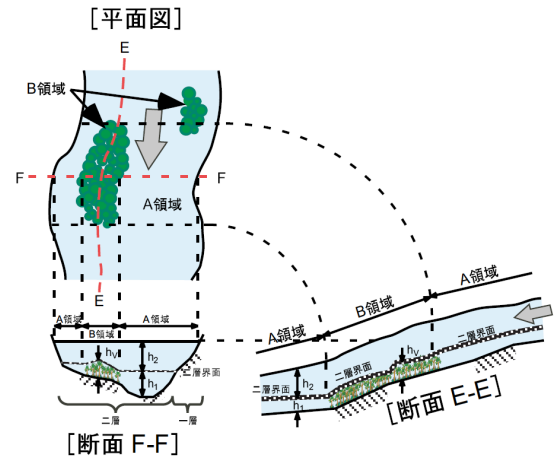 [平面図]
E
B領域
F
F
A領域
E
A領域
B領域
A領域
A領域
B領域
A領域
hv
h2
h1
二層界面
二層
一層
[断面 F-F]
二層界面
二層界面
hv
二層界面
h2
h1
[断面 E-E]